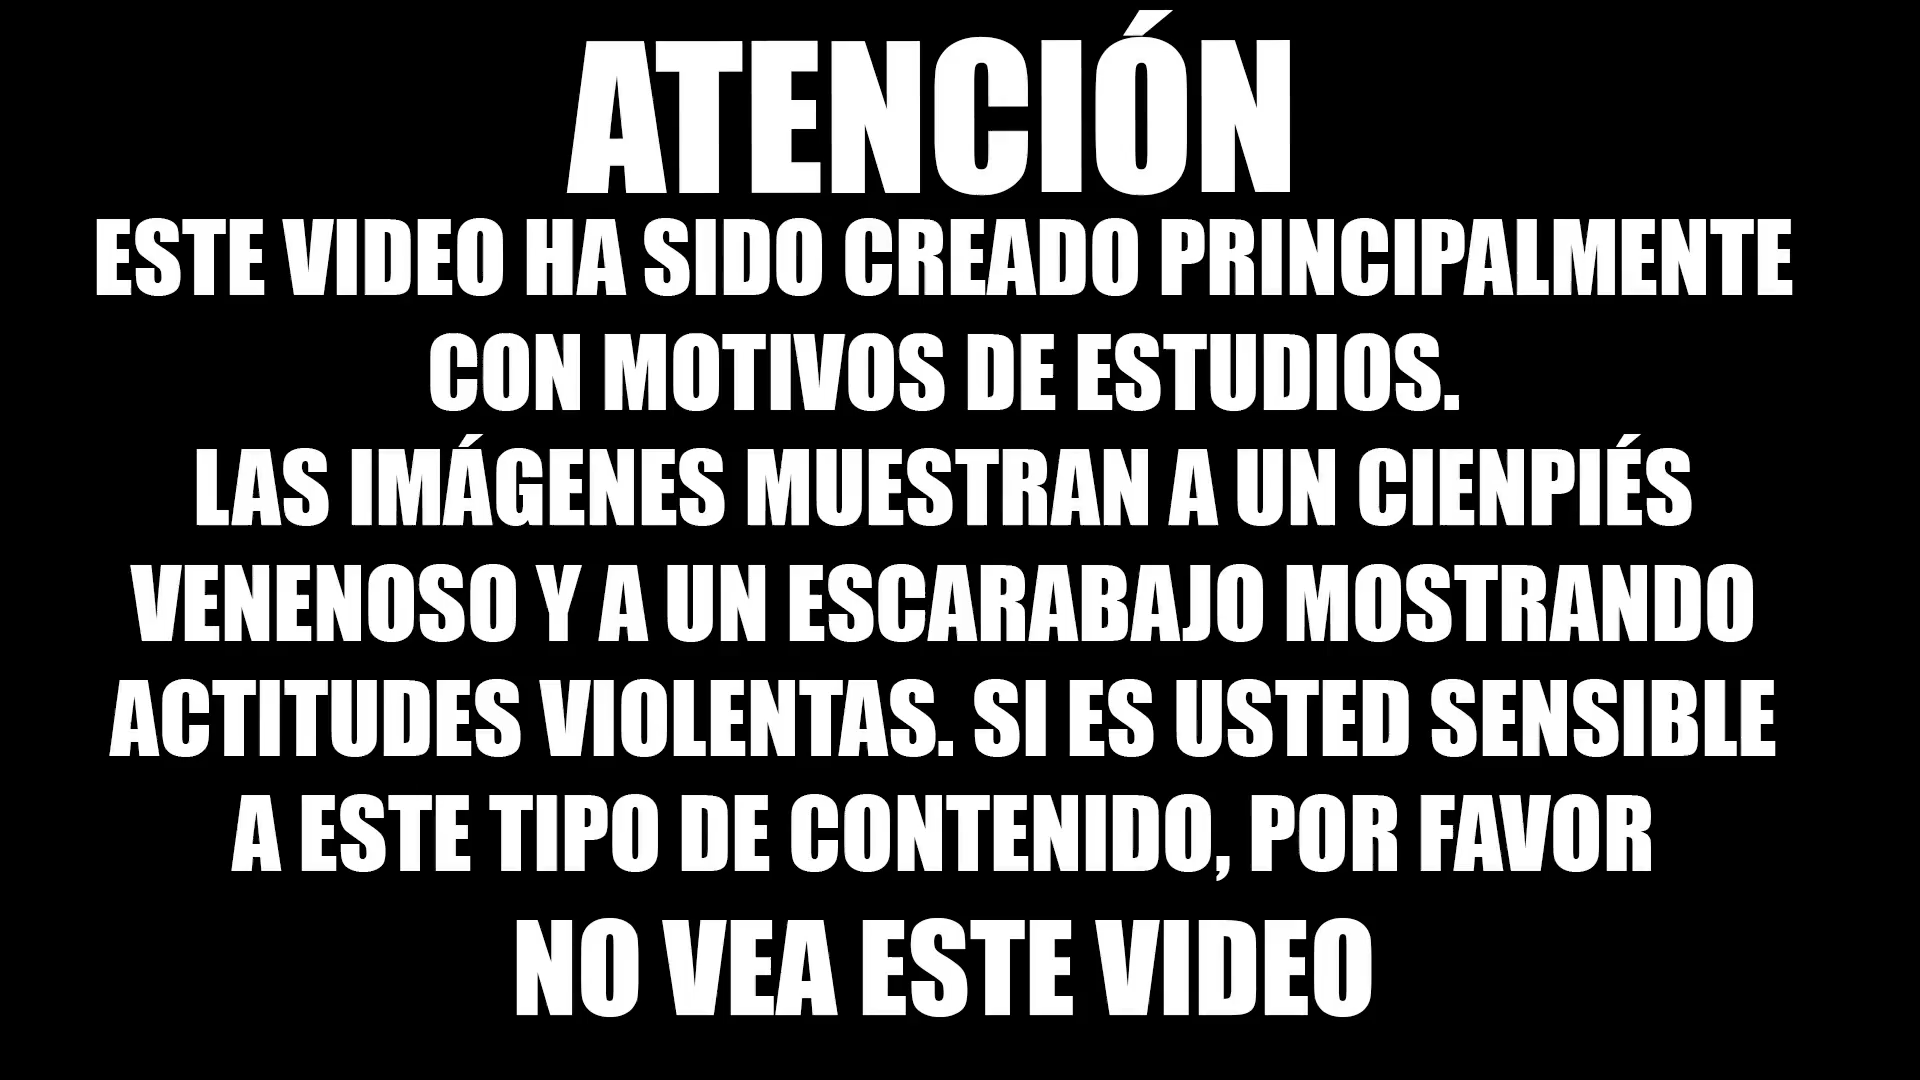 ATENCIÓN
ESTE VIDEO HA SIDO CREADO PRINCIPALMENTE
CON MOTIVOS DE ESTUDIOS.
LAS IMÁGENES MUESTRAN A UN CIENPIÉS
VENENOSO Y A UN ESCARABAJO MOSTRANDO
ACTITUDES VIOLENTAS. SI ES USTED SENSIBLE
A ESTE TIPO DE CONTENIDO, POR FAVOR
NO VEA ESTE VIDEO